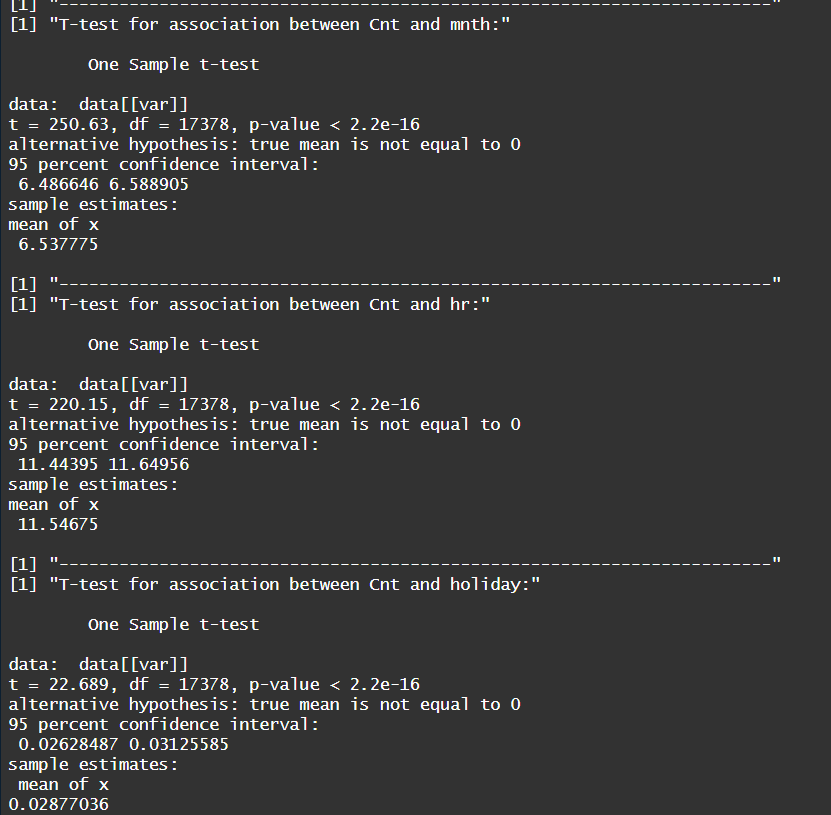 [1] "-----------------------------------------------------------------------"
[1] "T-test for association between Cnt and mnth:"
One Sample t-test
data:  data[[var]]
t = 250.63, df = 17378, p-value < 2.2e-16
alternative hypothesis: true mean is not equal to 0
95 percent confidence interval:
 6.486646 6.588905
sample estimates:
mean of x
 6.537775
[1] "-----------------------------------------------------------------------"
[1] "T-test for association between Cnt and hr:"
One Sample t-test
data:  data[[var]]
t = 220.15, df = 17378, p-value < 2.2e-16
alternative hypothesis: true mean is not equal to 0
95 percent confidence interval:
 11.44395 11.64956
sample estimates:
mean of x
 11.54675
[1] "-----------------------------------------------------------------------"
[1] "T-test for association between Cnt and holiday:"
One Sample t-test
data:  data[[var]]
t = 22.689, df = 17378, p-value < 2.2e-16
alternative hypothesis: true mean is not equal to 0
95 percent confidence interval:
 0.02628487 0.03125585
sample estimates:
 mean of x
0.02877036